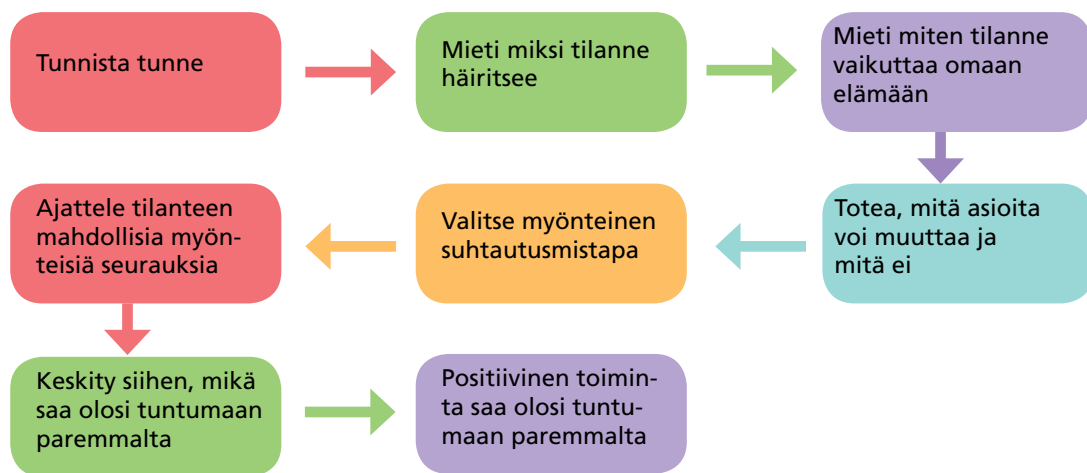 Tunnista tunne
Mieti miksi tilanne
häiritsee
Mieti miten tilanne
vaikuttaa omaan
elämään
Totea, mitä asioita
voi muuttaa ja
mitä ei
Valitse myönteinen
suhtautusmistapa
Ajattele tilanteen
mahdollisia myön-
teisiä seurauksia
Keskity siihen, mikä
saa olosi tuntumaan
paremmalta
Positiivinen toimin-
ta saa olosi tuntu-
maan paremmalta